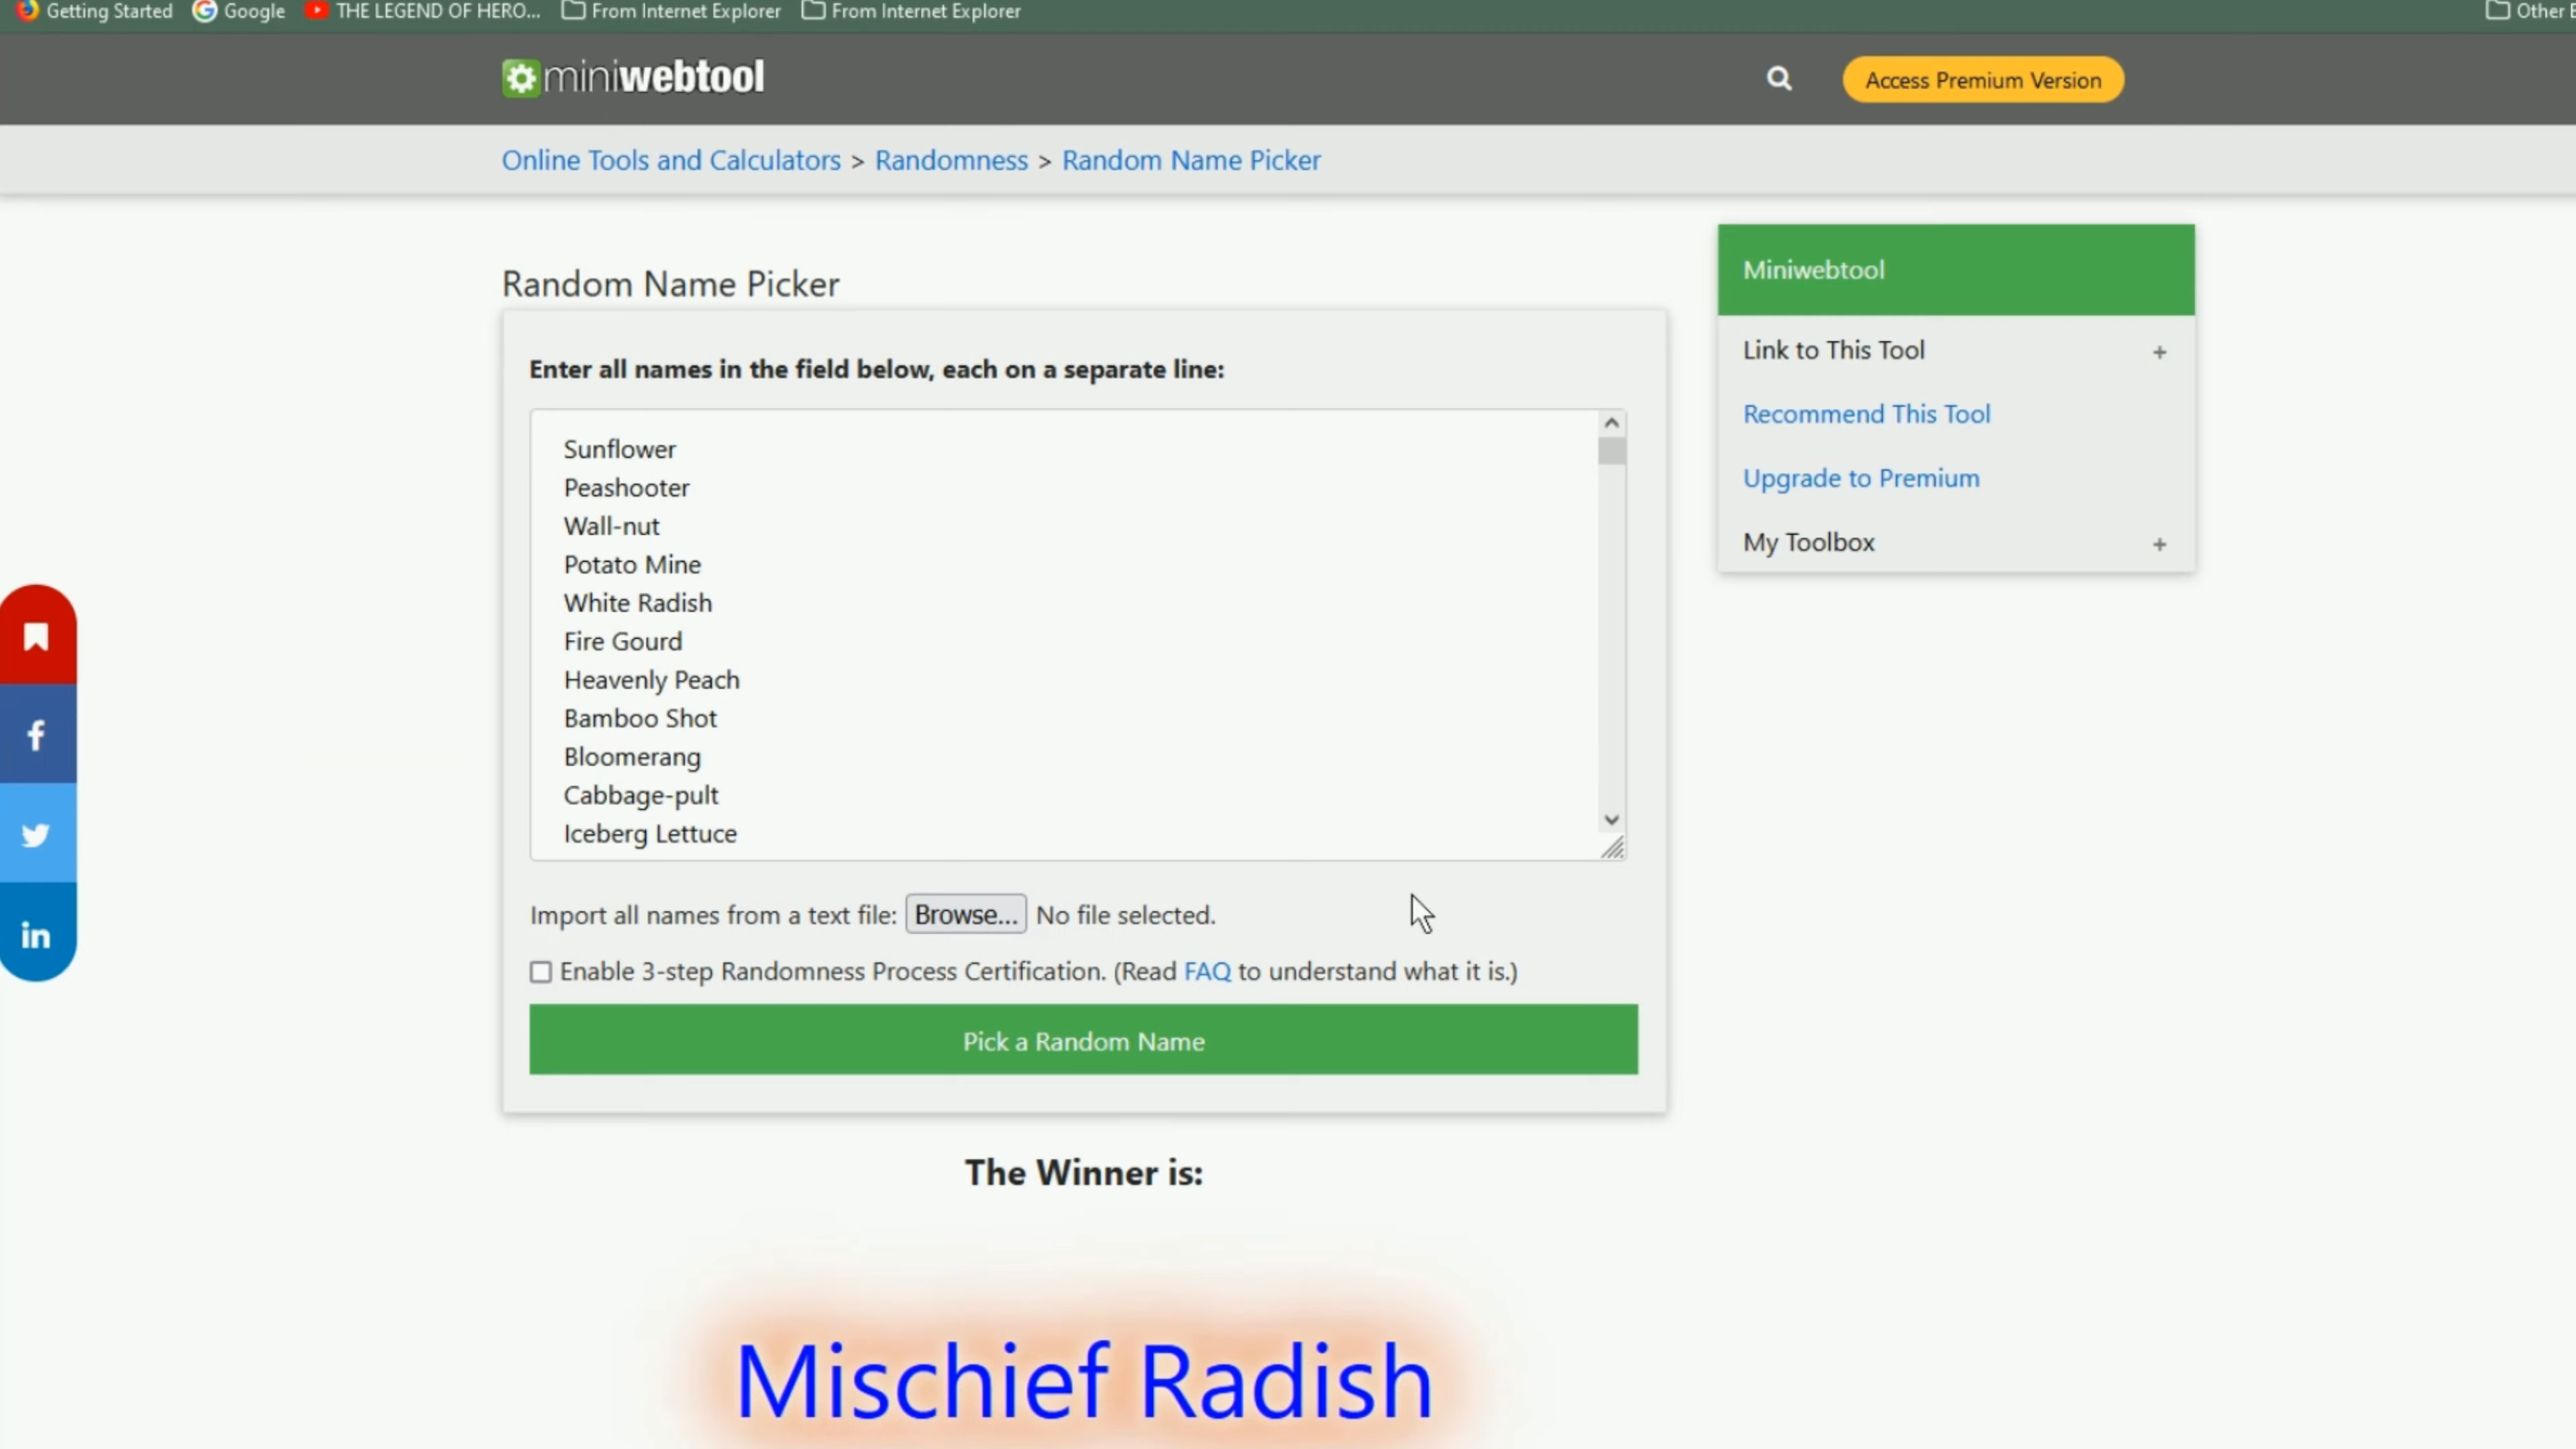 Getting Started Google THE LEGEND OF HERO... From Internet Explorer From Internet Explorer Other
miniwebtool Access Premium Version
Online Tools and Calculators > Randomness > Random Name Picker
Random Name Picker
Enter all names in the field below, each on a separate line:
Sunflower
Peashooter
Wall-nut
Potato Mine
White Radish
Fire Gourd
Heavenly Peach
Bamboo Shot
Bloomerang
Cabbage-pult
Iceberg Lettuce
Import all names from a text file: Browse... No file selected.
Enable 3-step Randomness Process Certification. (Read FAQ to understand what it is.)
Pick a Random Name
The Winner is:
Mischief Radish
Miniwebtool
Link to This Tool +
Recommend This Tool
Upgrade to Premium
My Toolbox +
f
in